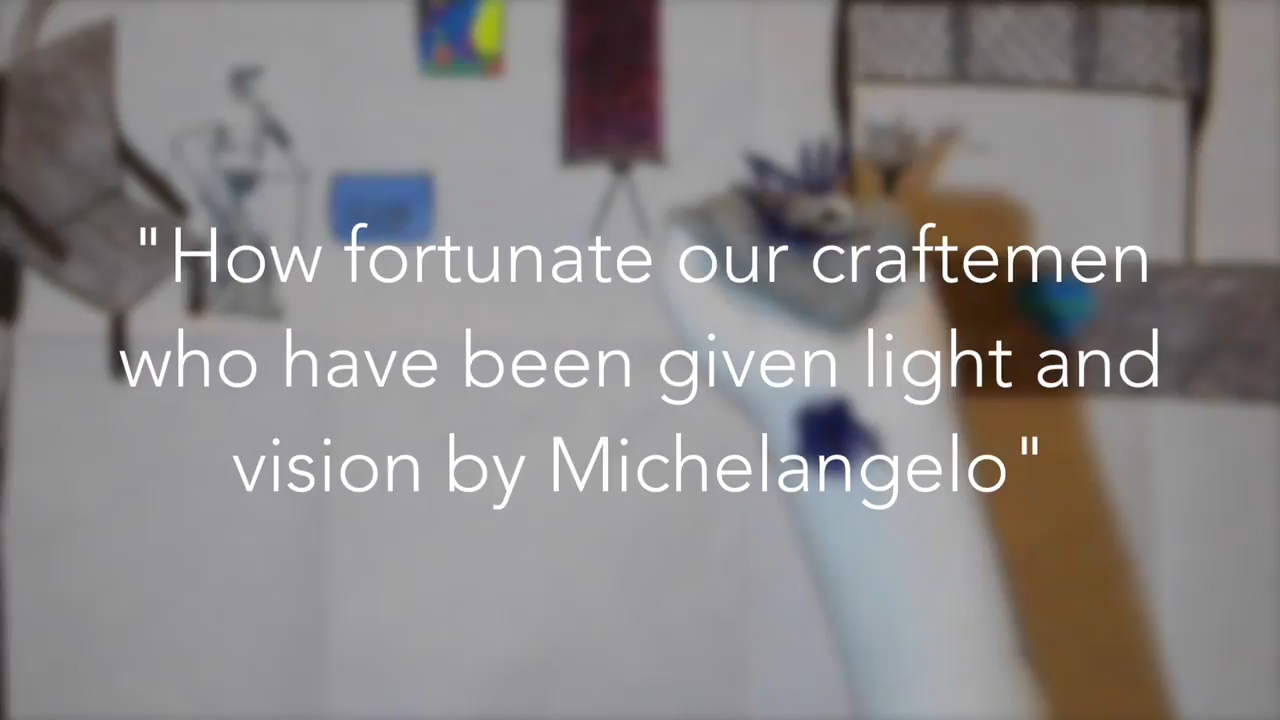 "How fortunate our craftemen
who have been given light and
vision by Michelangelo"